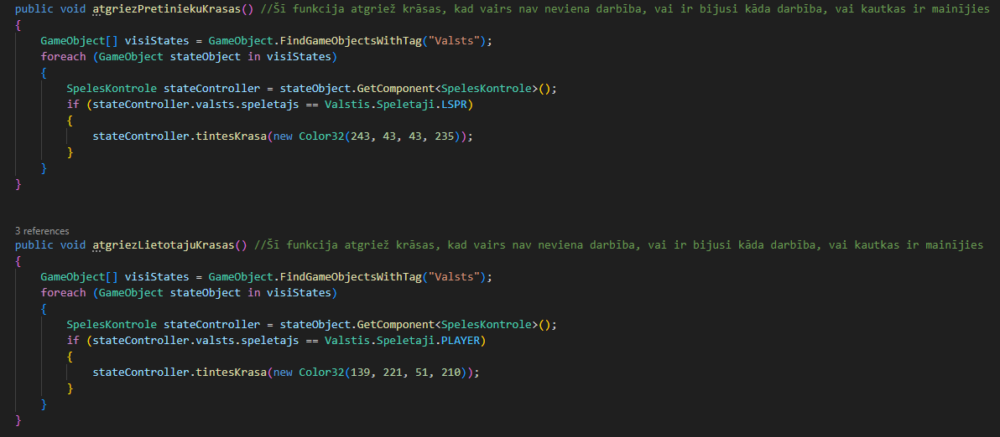 public void atgriezPretiniekuKrasas() //Šī funkcija atgriež krāsas, kad vairs nav neviena darbība, vai ir bijusi kāda darbība, vai kautkas ir mainījies
{
    GameObject[] visiStates = GameObject.FindGameObjectsWithTag("Valsts");
    foreach (GameObject stateObject in visiStates)
    {
        SpelesKontrole stateController = stateObject.GetComponent<SpelesKontrole>();
        if (stateController.valsts.speletajs == Valstis.Speletaji.LSPR)
        {
            stateController.tintesKrasa(new Color32(243, 43, 43, 235));
        }
    }
}
3 references
public void atgriezLietotajuKrasas() //Šī funkcija atgriež krāsas, kad vairs nav neviena darbība, vai ir bijusi kāda darbība, vai kautkas ir mainījies
{
    GameObject[] visiStates = GameObject.FindGameObjectsWithTag("Valsts");
    foreach (GameObject stateObject in visiStates)
    {
        SpelesKontrole stateController = stateObject.GetComponent<SpelesKontrole>();
        if (stateController.valsts.speletajs == Valstis.Speletaji.PLAYER)
        {
            stateController.tintesKrasa(new Color32(139, 221, 51, 210));
        }
    }
}